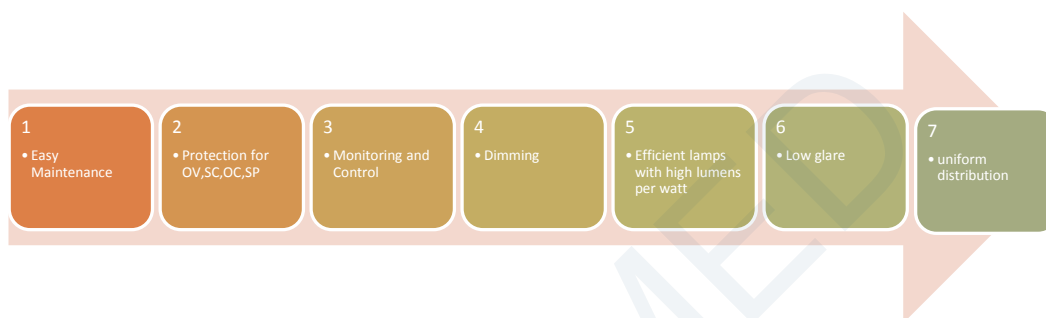 1
• Easy
Maintenance
2
• Protection for
OV,SC,OC,SP
3
• Monitoring and
Control
4
• Dimming
5
• Efficient lamps
with high lumens
per watt
6
• Low glare
7
• uniform
distribution